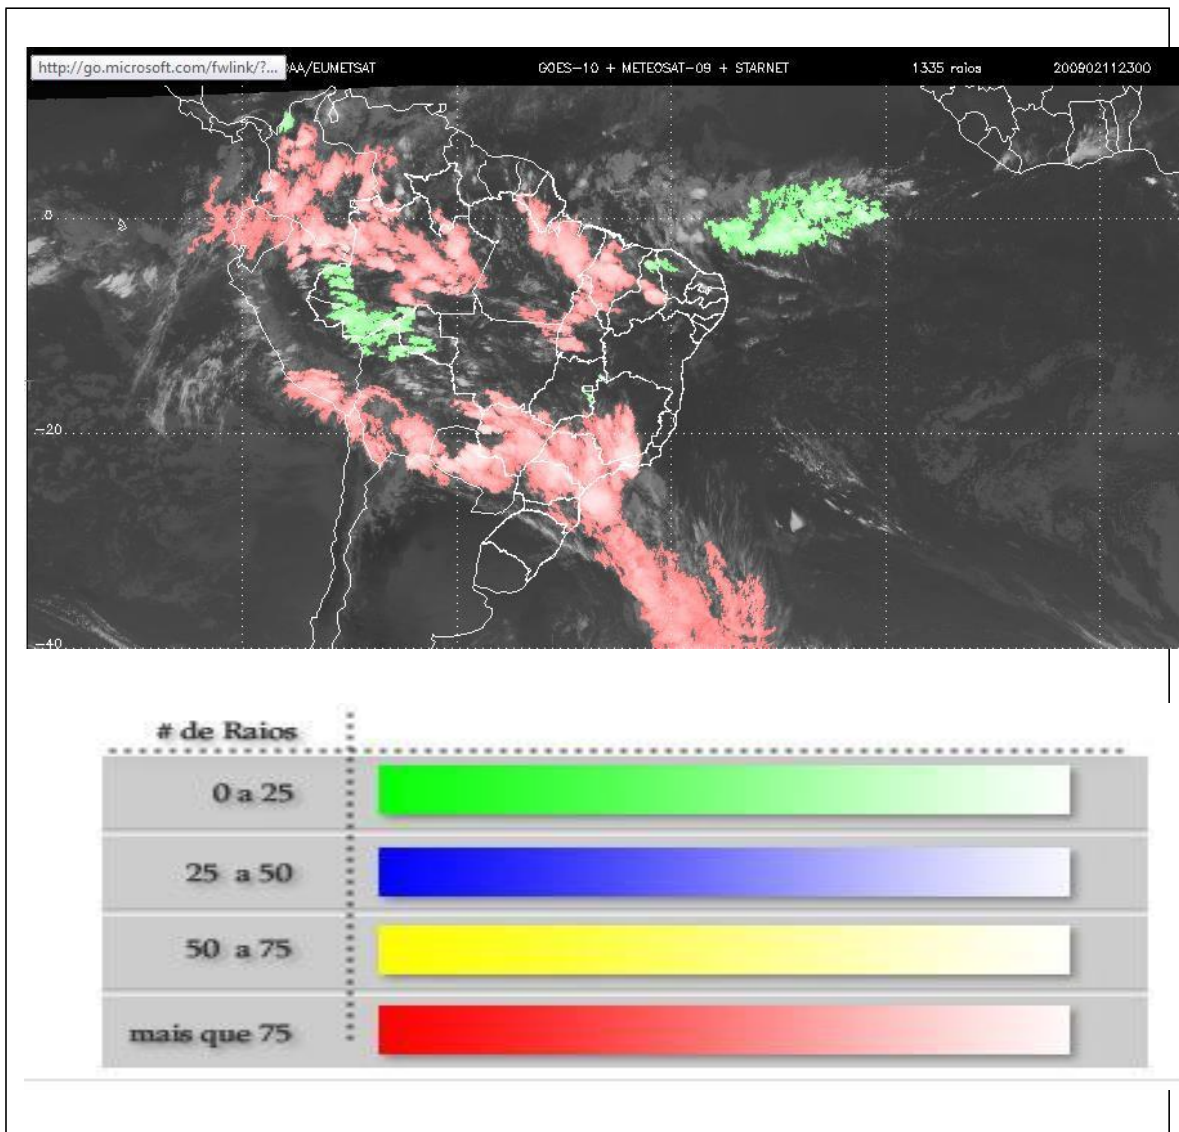 http://go.microsoft.com/fwlink/?... AA/EUMETSAT GOES-10 + METEOSAT-09 + STARNET 1335 raios 200902112300
0
-20
-40
# de Raios
0 a 25
25 a 50
50 a 75
mais que 75